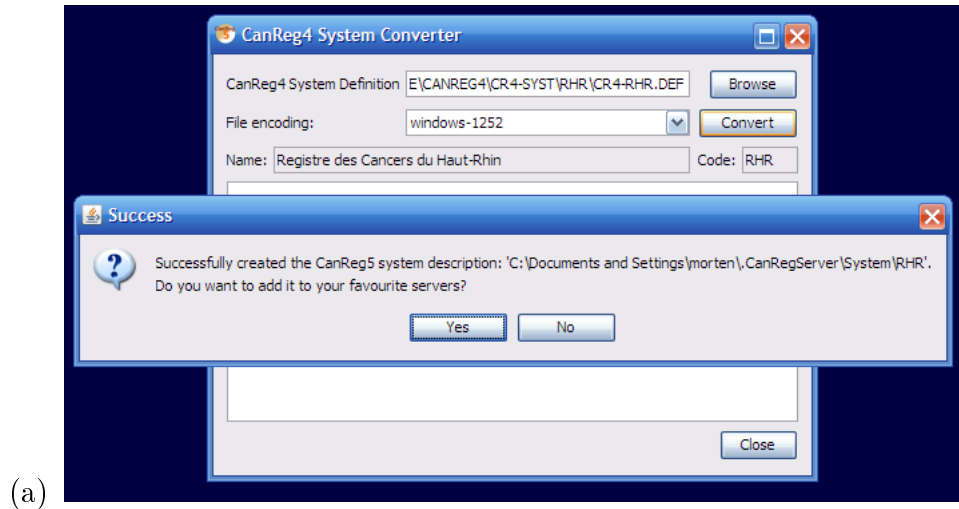 CanReg4 System Converter
CanReg4 System Definition E\CANREG4\CR4-SYST\RHR\CR4-RHR.DEF Browse
File encoding: windows-1252 Convert
Name: Registre des Cancers du Haut-Rhin Code: RHR
Success
Successfully created the CanReg5 system description: 'C:\Documents and Settings\morten\.CanRegServer\System\RHR'.
Do you want to add it to your favourite servers?
Yes No
Close
(a)